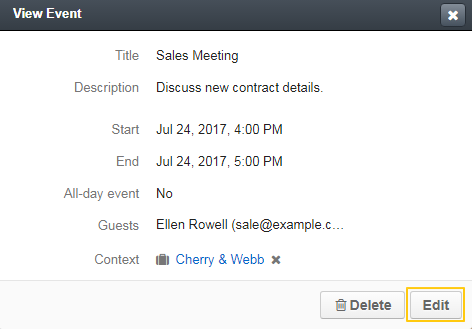 View Event
Title Sales Meeting
Description Discuss new contract details.
Start Jul 24, 2017, 4:00 PM
End Jul 24, 2017, 5:00 PM
All-day event No
Guests Ellen Rowell (sale@example.c…
Context Cherry & Webb
Delete Edit